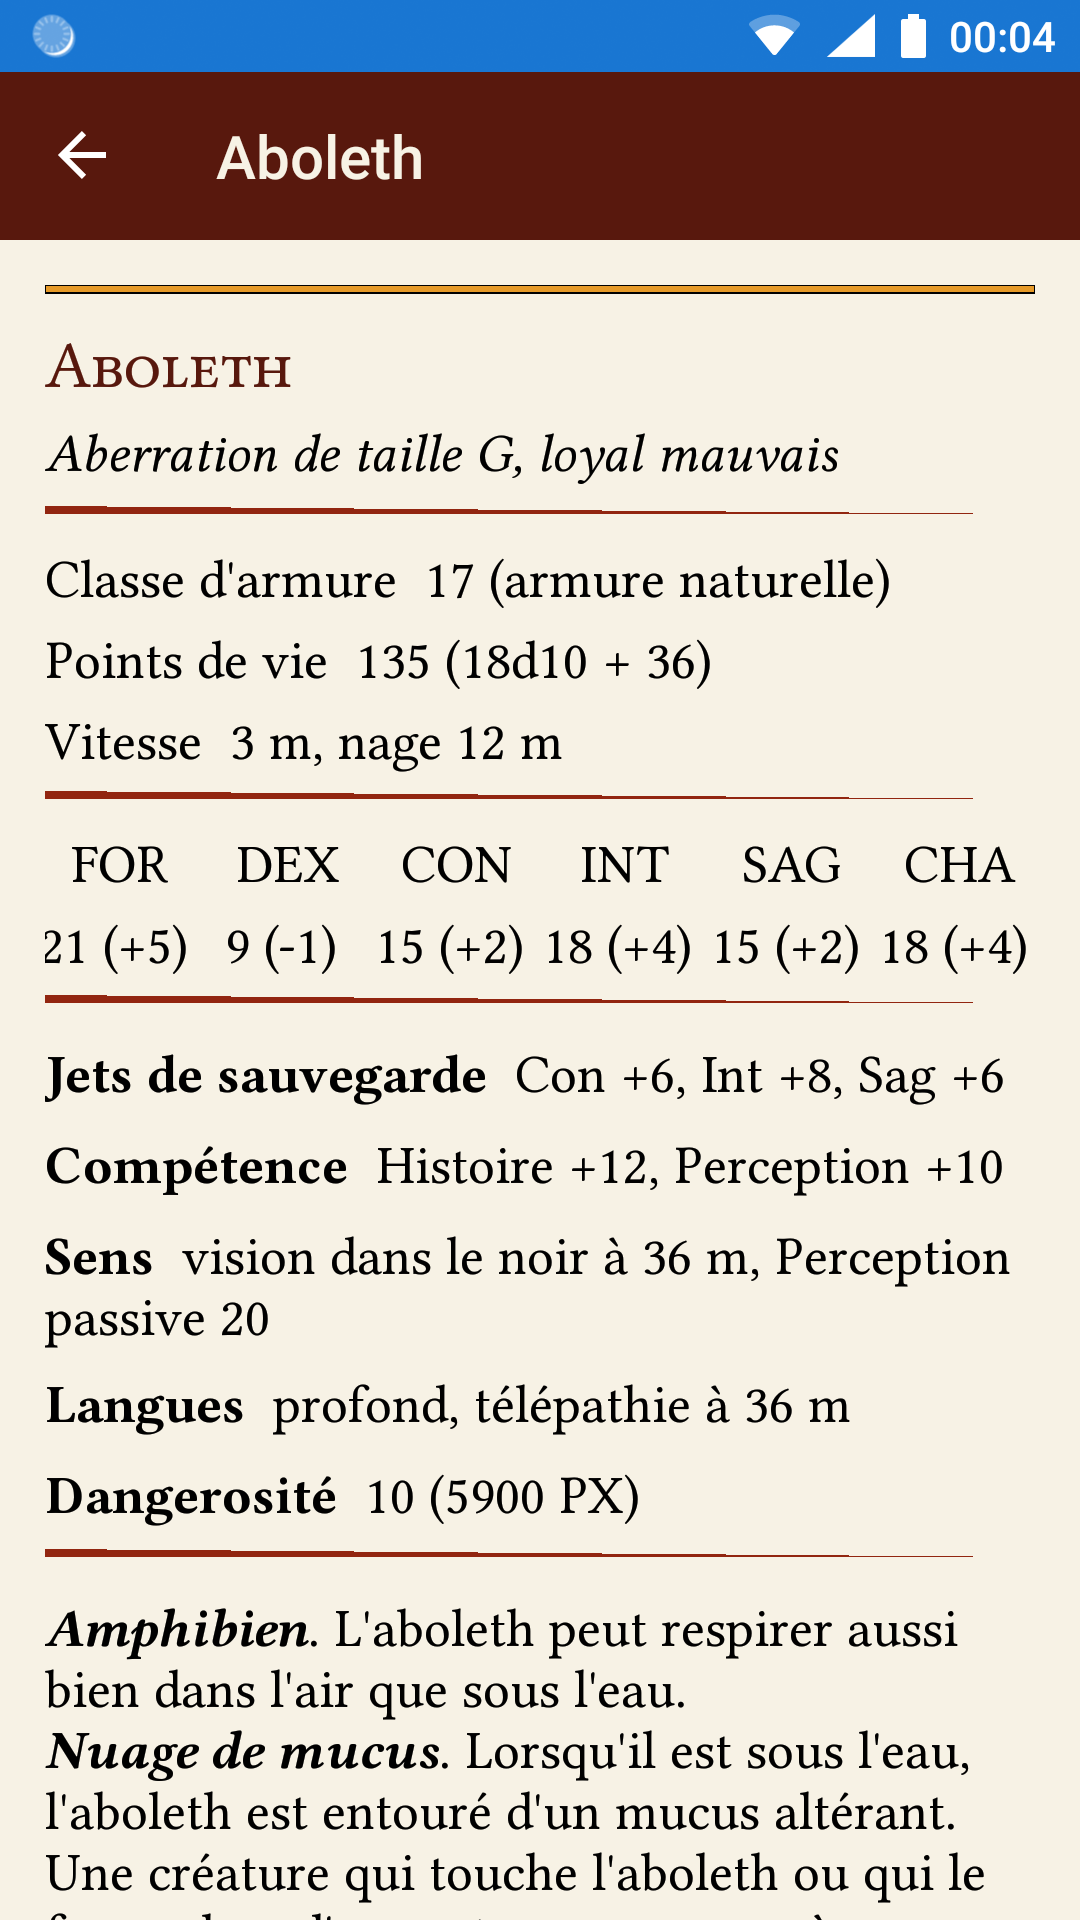 00:04
Aboleth
Aboleth
Aberration de taille G, loyal mauvais
Classe d'armure 17 (armure naturelle)
Points de vie 135 (18d10 + 36)
Vitesse 3 m, nage 12 m
FOR DEX CON INT SAG CHA
21 (+5) 9 (-1) 15 (+2) 18 (+4) 15 (+2) 18 (+4)
Jets de sauvegarde Con +6, Int +8, Sag +6
Compétence Histoire +12, Perception +10
Sens vision dans le noir à 36 m, Perception
passive 20
Langues profond, télépathie à 36 m
Dangerosité 10 (5900 PX)
Amphibien. L'aboleth peut respirer aussi
bien dans l'air que sous l'eau.
Nuage de mucus. Lorsqu'il est sous l'eau,
l'aboleth est entouré d'un mucus altérant.
Une créature qui touche l'aboleth ou qui le